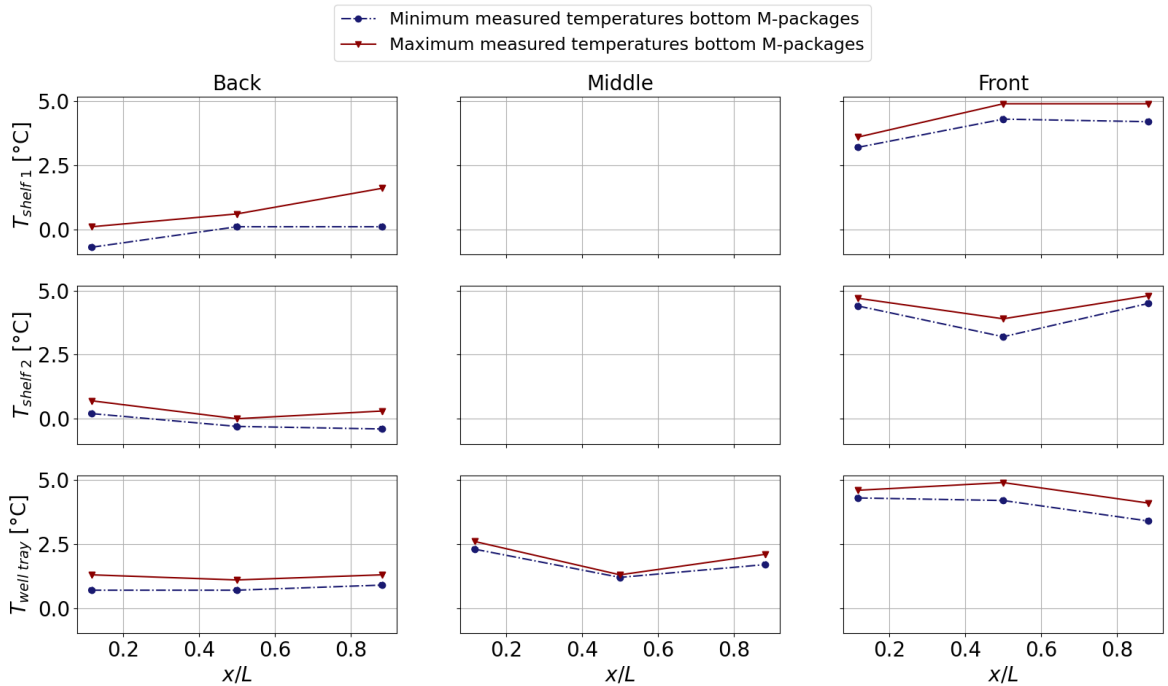 Minimum measured temperatures bottom M-packages
Maximum measured temperatures bottom M-packages
Back
Middle
Front
5.0
2.5
0.0
T_shelf 1 [°C]
5.0
2.5
0.0
T_shelf 2 [°C]
5.0
2.5
0.0
T_well tray [°C]
0.2 0.4 0.6 0.8
0.2 0.4 0.6 0.8
0.2 0.4 0.6 0.8
x/L
x/L
x/L